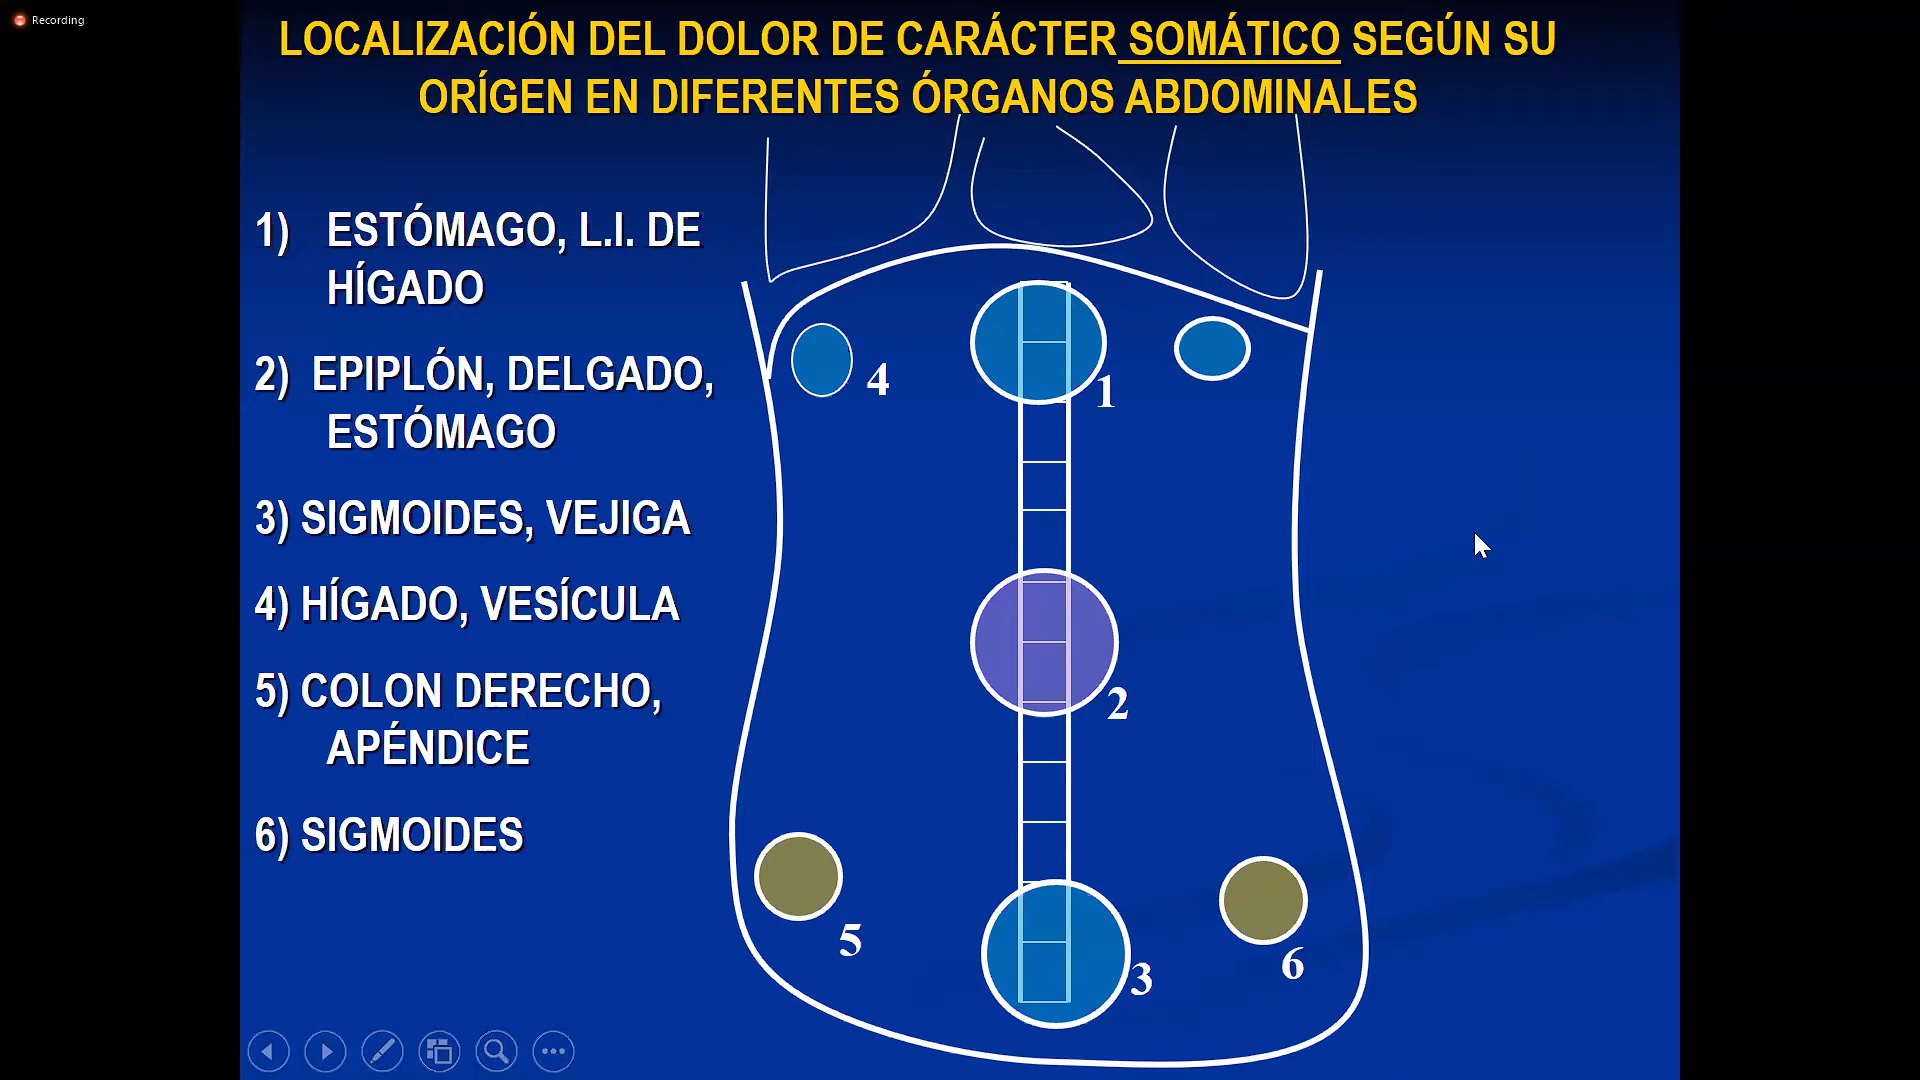 Recording
LOCALIZACIÓN DEL DOLOR DE CARÁCTER SOMÁTICO SEGÚN SU
ORÍGEN EN DIFERENTES ÓRGANOS ABDOMINALES
1) ESTÓMAGO, L.I. DE
HÍGADO
2) EPIPLÓN, DELGADO,
ESTÓMAGO
3) SIGMOIDES, VEJIGA
4) HÍGADO, VESÍCULA
5) COLON DERECHO,
APÉNDICE
6) SIGMOIDES
4
1
2
5
3
6